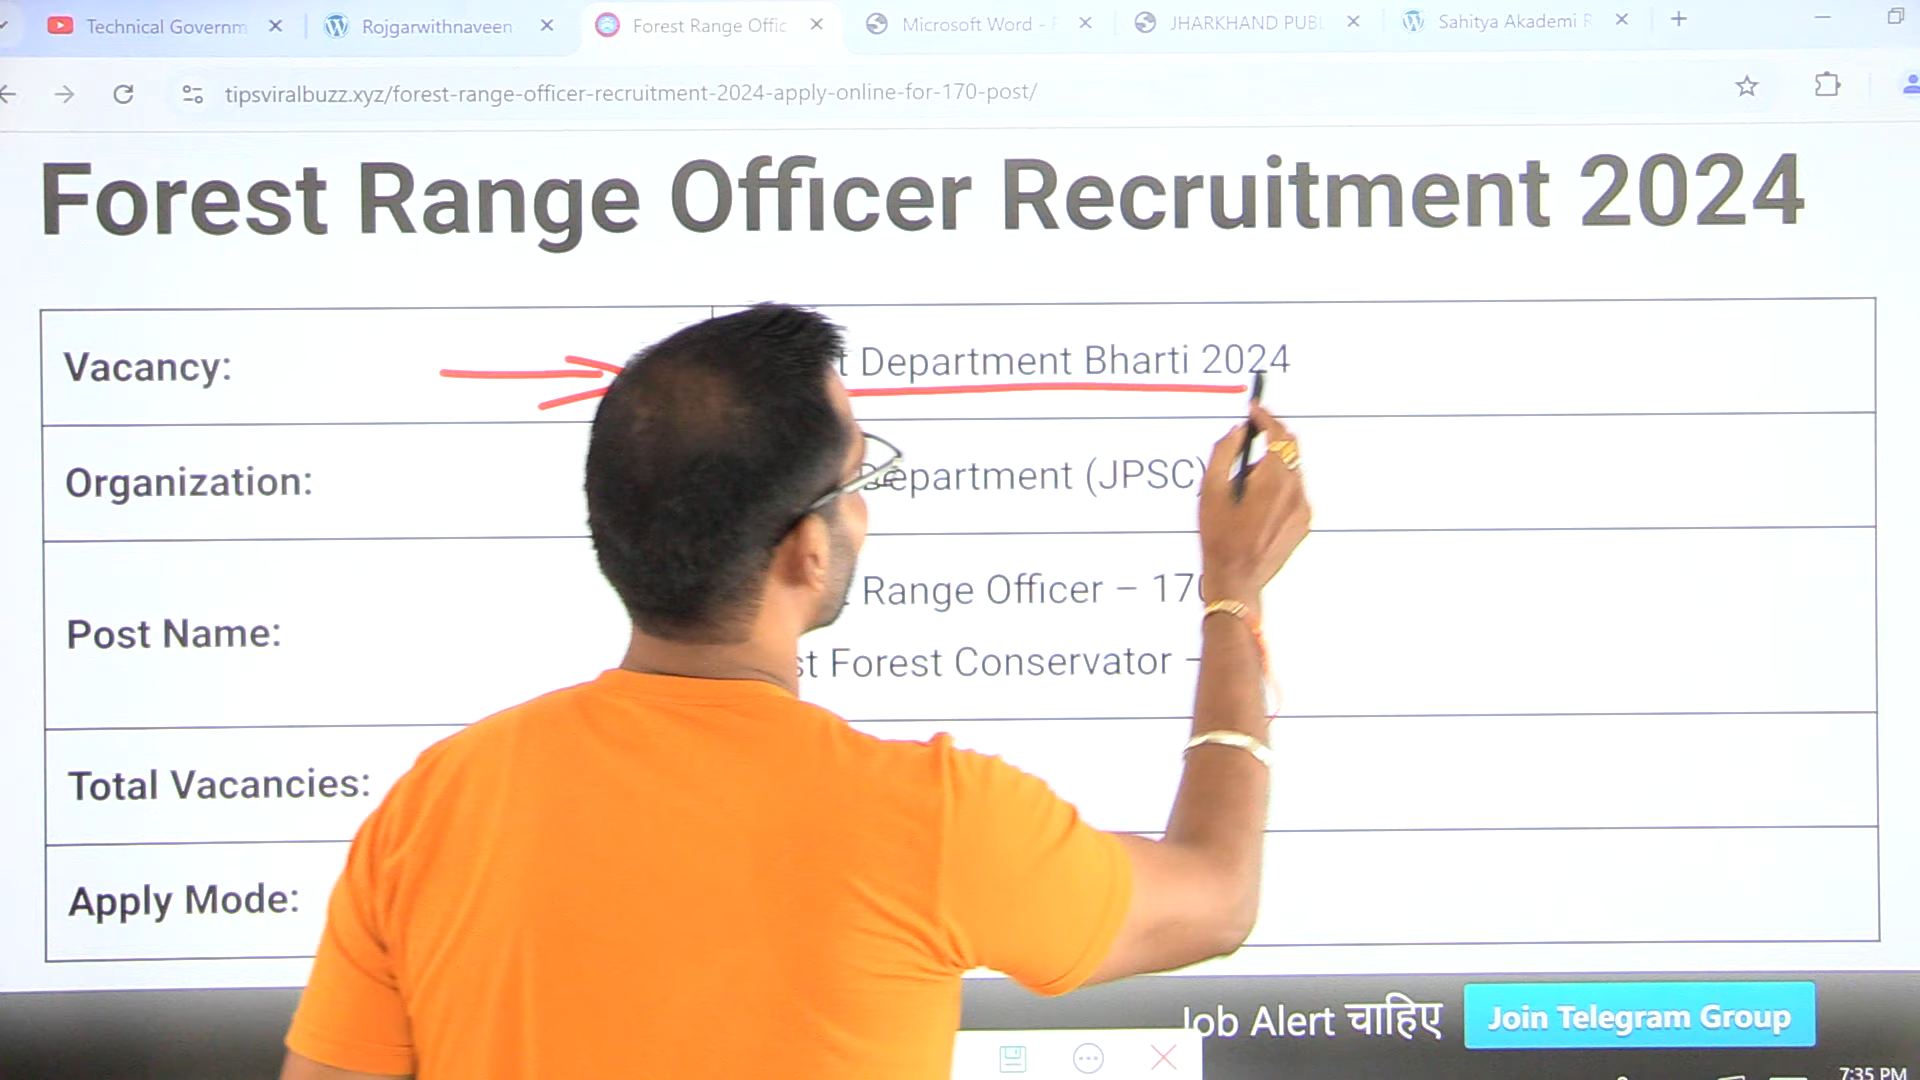 Technical Governm
Rojgarwithnaveen
Forest Range Offic
Microsoft Word -
JHARKHAND PUBL
Sahitya Akademi R
tipsviralbuzz.xyz/forest-range-officer-recruitment-2024-apply-online-for-170-post/
Forest Range Officer Recruitment 2024
Vacancy:
t Department Bharti 2024
Organization:
Department (JPSC)
Post Name:
Range Officer – 170
st Forest Conservator –
Total Vacancies:
Apply Mode:
Job Alert चाहिए
Join Telegram Group
7:35 PM